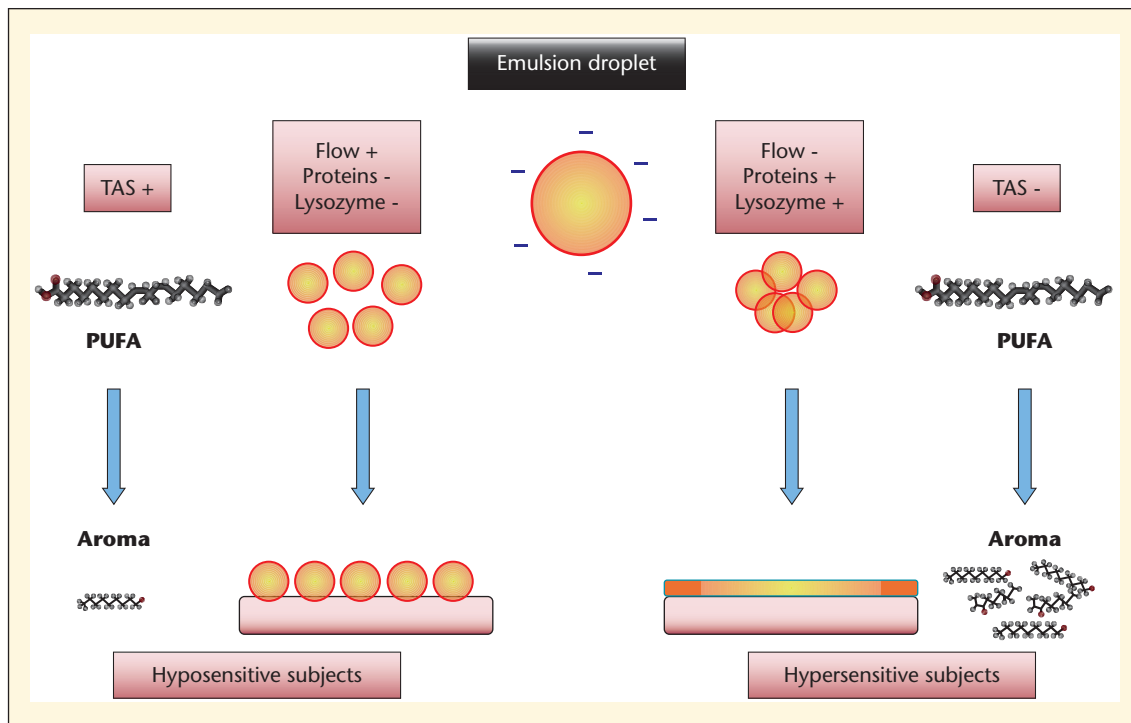 Emulsion droplet
TAS +
Flow +
Proteins -
Lysozyme -
Flow -
Proteins +
Lysozyme +
TAS -
PUFA
PUFA
Aroma
Aroma
Hyposensitive subjects
Hypersensitive subjects